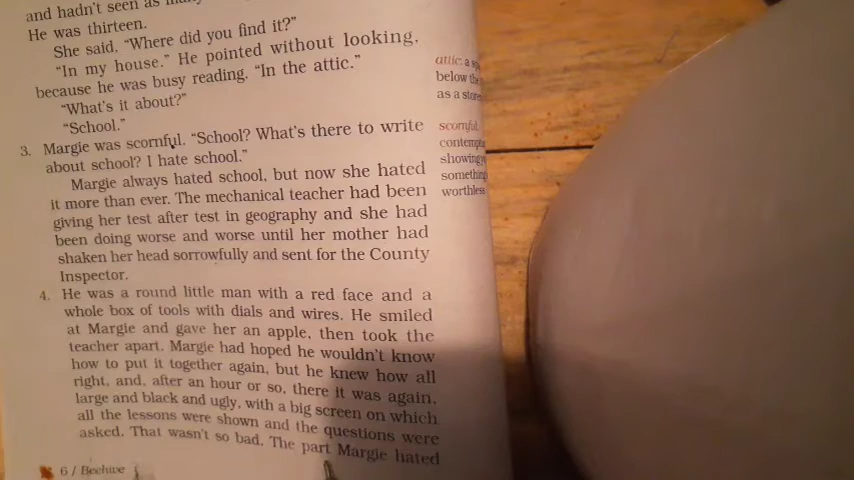 and hadn't seen as
He was thirteen.
She said. "Where did you find it?"
"In my house." He pointed without looking,
because he was busy reading. "In the attic."
"What's it about?"
"School."
3. Margie was scornful. "School? What's there to write
about school? I hate school."
Margie always hated school, but now she hated
it more than ever. The mechanical teacher had been
giving her test after test in geography and she had
been doing worse and worse until her mother had
shaken her head sorrowfully and sent for the County
Inspector.
4. He was a round little man with a red face and a
whole box of tools with dials and wires. He smiled
at Margie and gave her an apple, then took the
teacher apart. Margie had hoped he wouldn't know
how to put it together again, but he knew how all
right, and, after an hour or so, there it was again,
large and black and ugly, with a big screen on which
all the lessons were shown and the questions were
asked. That wasn't so bad. The part Margie hated
6 / Beehive
attic: a
below
as a
scornful
showing
something
worthless